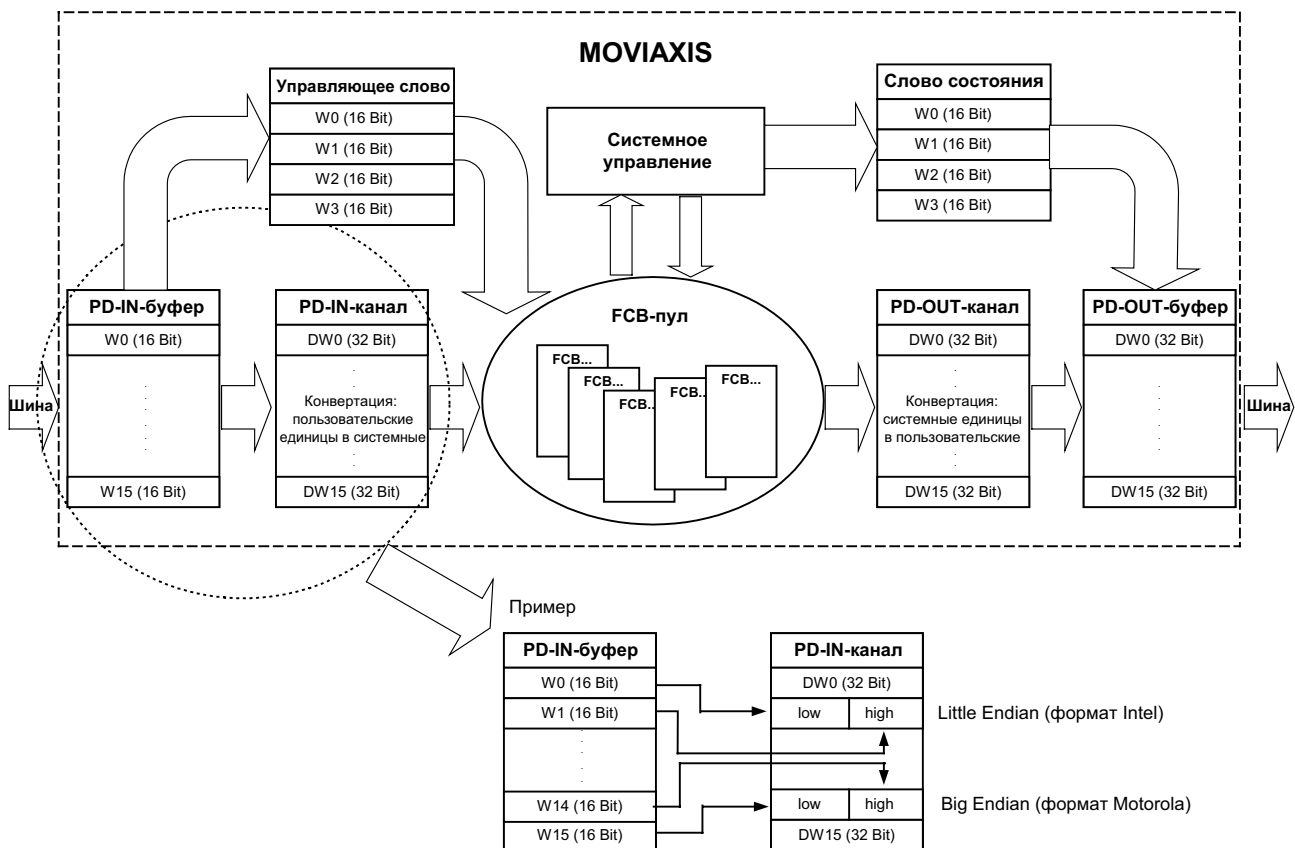 MOVIAXIS
Управляющее слово
W0 (16 Bit)
W1 (16 Bit)
W2 (16 Bit)
W3 (16 Bit)
Системное
управление
Слово состояния
W0 (16 Bit)
W1 (16 Bit)
W2 (16 Bit)
W3 (16 Bit)
Шина
PD-IN-буфер
W0 (16 Bit)
W15 (16 Bit)
PD-IN-канал
DW0 (32 Bit)
Конвертация:
пользовательские
единицы в системные
DW15 (32 Bit)
FCB-пул
FCB...
FCB...
FCB..
FCB..
FCB...
PD-OUT-канал
DW0 (32 Bit)
Конвертация:
системные единицы
в пользовательские
DW15 (32 Bit)
PD-OUT-буфер
DW0 (32 Bit)
DW15 (32 Bit)
Шина
Пример
PD-IN-буфер
W0 (16 Bit)
W1 (16 Bit)
W14 (16 Bit)
W15 (16 Bit)
PD-IN-канал
DW0 (32 Bit)
low high
Little Endian (формат Intel)
low high
Big Endian (формат Motorola)
DW15 (32 Bit)